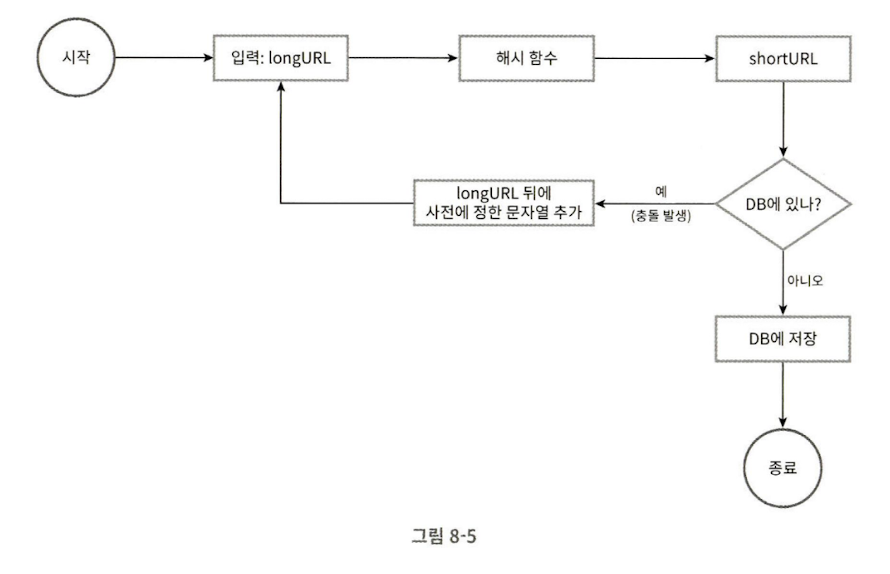 시작
입력: longURL
해시 함수
shortURL
longURL 뒤에
사전에 정한 문자열 추가
예
(충돌 발생)
DB에 있나?
아니오
DB에 저장
종료
그림 8-5